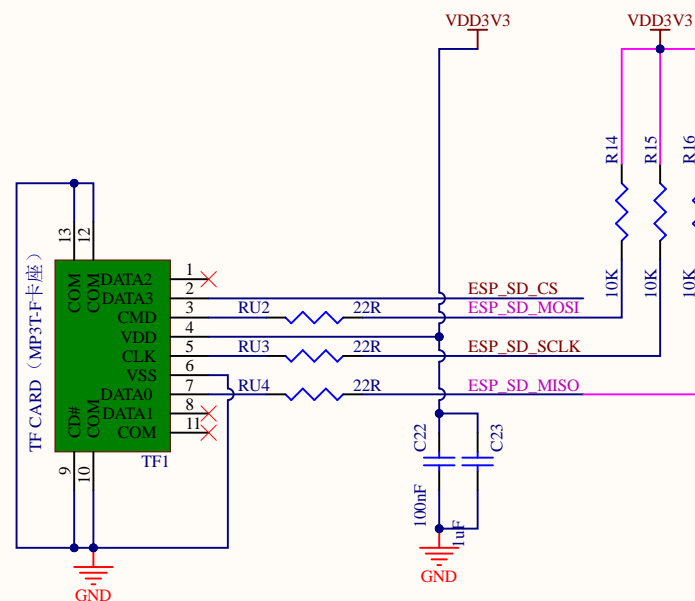 VDD3V3
VDD3V3
R14
R15
R16
10K
10K
10K
TF CARD（MP3T-F卡座）
13
12
COM
COM
DATA2
1
DATA3
2
ESP_SD_CS
CMD
3
RU2
22R
ESP_SD_MOSI
VDD
4
CLK
5
RU3
22R
ESP_SD_SCLK
VSS
6
DATA0
7
RU4
22R
ESP_SD_MISO
DATA1
8
COM
11
CD#
COM
9
10
TF1
C22
C23
100nF
1uF
GND
GND